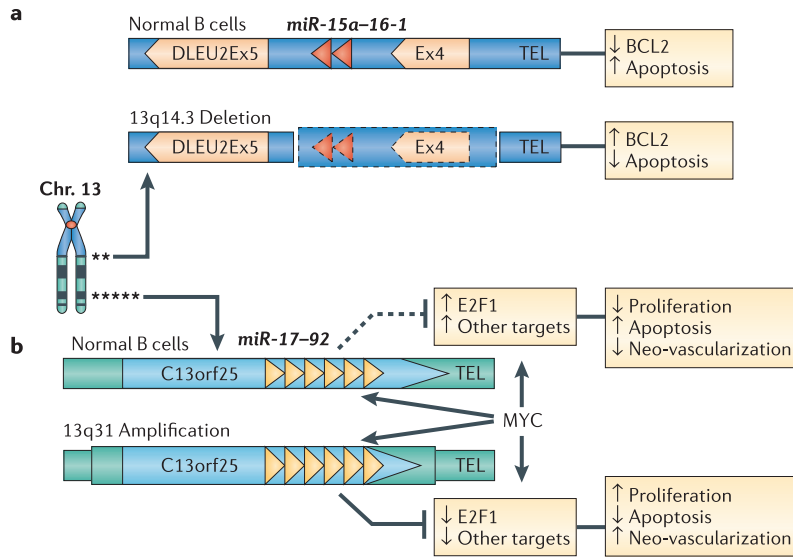 a
Normal B cells
miR-15a–16-1
DLEU2Ex5
Ex4
TEL
↓ BCL2
↑ Apoptosis
13q14.3 Deletion
DLEU2Ex5
Ex4
TEL
↑ BCL2
↓ Apoptosis
Chr. 13
**
*****
b
Normal B cells
miR-17–92
C13orf25
TEL
↑ E2F1
↑ Other targets
↓ Proliferation
↑ Apoptosis
↓ Neo-vascularization
MYC
13q31 Amplification
C13orf25
TEL
↓ E2F1
↓ Other targets
↑ Proliferation
↓ Apoptosis
↑ Neo-vascularization